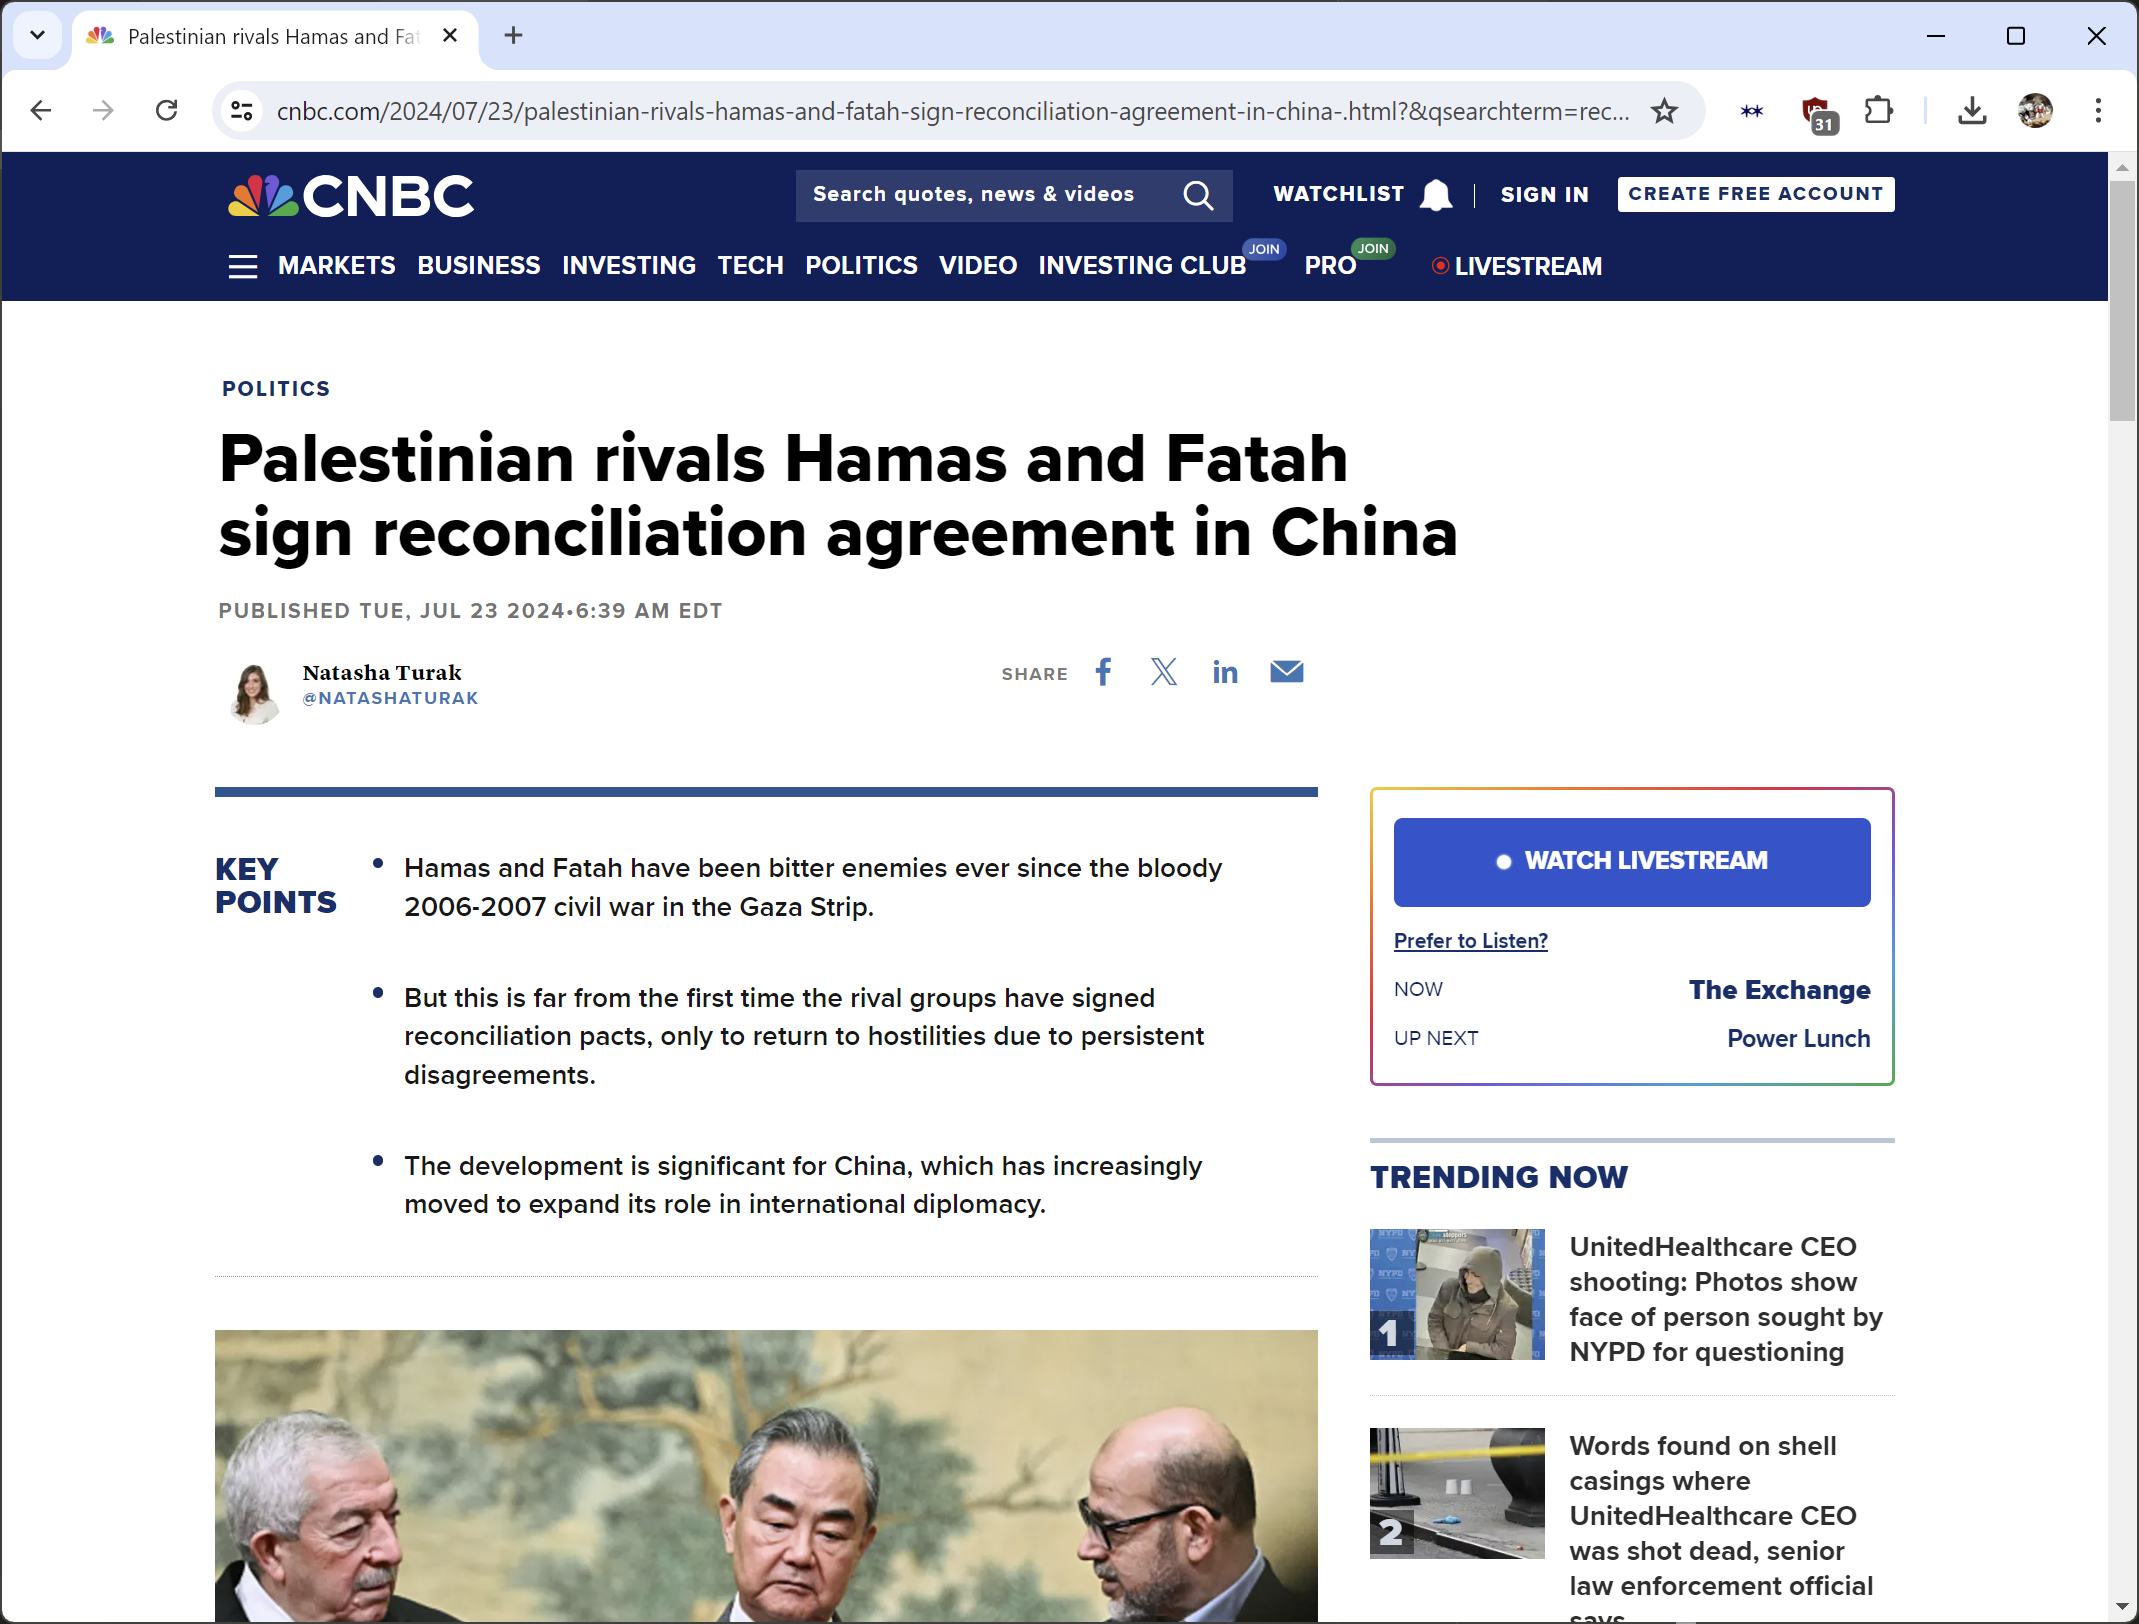 Palestinian rivals Hamas and Fat
cnbc.com/2024/07/23/palestinian-rivals-hamas-and-fatah-sign-reconciliation-agreement-in-china-.html?&qsearchterm=rec...
31
CNBC
Search quotes, news & videos
WATCHLIST
SIGN IN
CREATE FREE ACCOUNT
MARKETS
BUSINESS
INVESTING
TECH
POLITICS
VIDEO
INVESTING CLUB
JOIN
PRO
JOIN
LIVESTREAM
POLITICS
Palestinian rivals Hamas and Fatah
sign reconciliation agreement in China
PUBLISHED TUE, JUL 23 2024•6:39 AM EDT
Natasha Turak
@NATASHATURAK
SHARE
KEY
POINTS
Hamas and Fatah have been bitter enemies ever since the bloody
2006-2007 civil war in the Gaza Strip.
But this is far from the first time the rival groups have signed
reconciliation pacts, only to return to hostilities due to persistent
disagreements.
The development is significant for China, which has increasingly
moved to expand its role in international diplomacy.
WATCH LIVESTREAM
Prefer to Listen?
NOW
The Exchange
UP NEXT
Power Lunch
TRENDING NOW
1
UnitedHealthcare CEO
shooting: Photos show
face of person sought by
NYPD for questioning
2
Words found on shell
casings where
UnitedHealthcare CEO
was shot dead, senior
law enforcement official
says